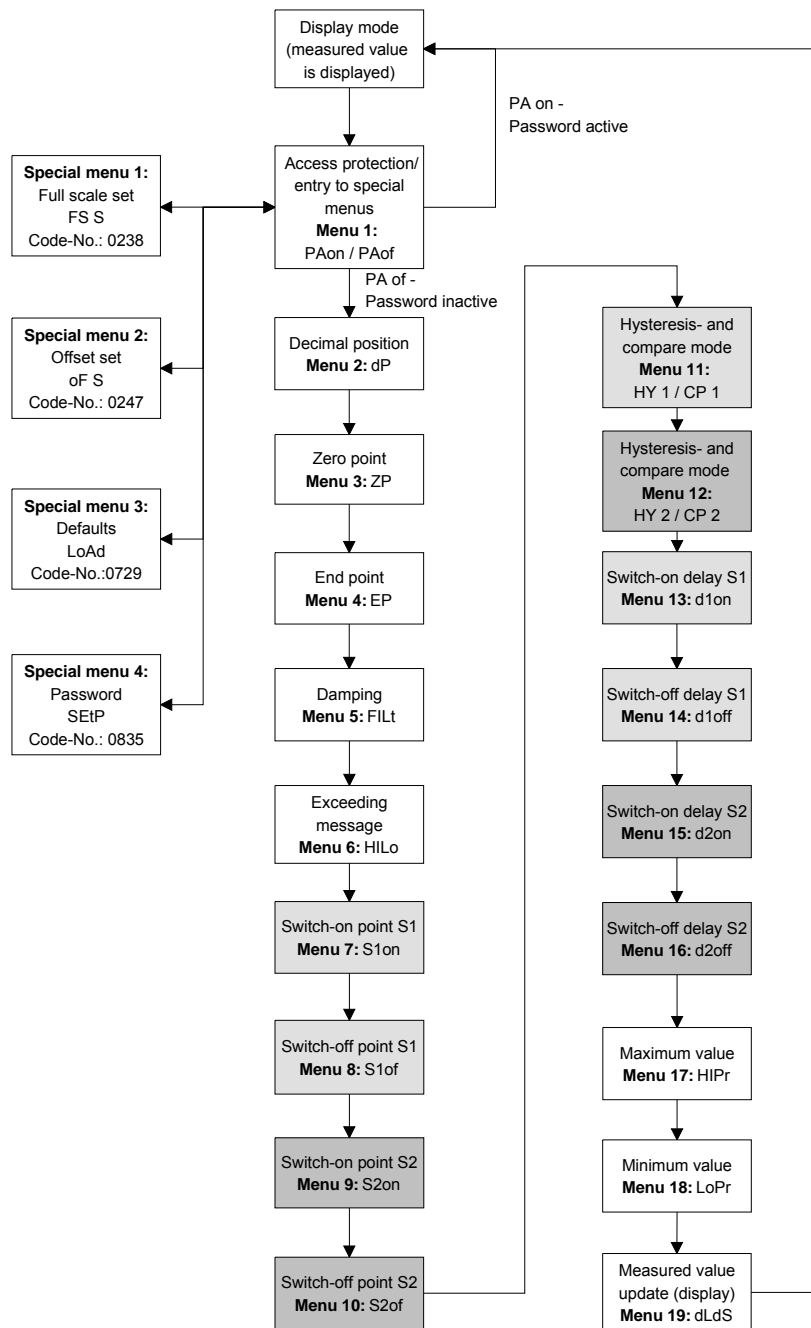 Display mode
(measured value
is displayed)
PA on -
Password active
Access protection/
entry to special
menus
Menu 1:
PAon / PAof
Special menu 1:
Full scale set
FS S
Code-No.: 0238
Special menu 2:
Offset set
oF S
Code-No.: 0247
Special menu 3:
Defaults
LoAd
Code-No.:0729
Special menu 4:
Password
SEtP
Code-No.: 0835
PA of -
Password inactive
Decimal position
Menu 2: dP
Zero point
Menu 3: ZP
End point
Menu 4: EP
Damping
Menu 5: FILt
Exceeding
message
Menu 6: HILo
Switch-on point S1
Menu 7: S1on
Switch-off point S1
Menu 8: S1of
Switch-on point S2
Menu 9: S2on
Switch-off point S2
Menu 10: S2of
Hysteresis- and
compare mode
Menu 11:
HY 1 / CP 1
Hysteresis- and
compare mode
Menu 12:
HY 2 / CP 2
Switch-on delay S1
Menu 13: d1on
Switch-off delay S1
Menu 14: d1off
Switch-on delay S2
Menu 15: d2on
Switch-off delay S2
Menu 16: d2off
Maximum value
Menu 17: HIPr
Minimum value
Menu 18: LoPr
Measured value
update (display)
Menu 19: dLdS